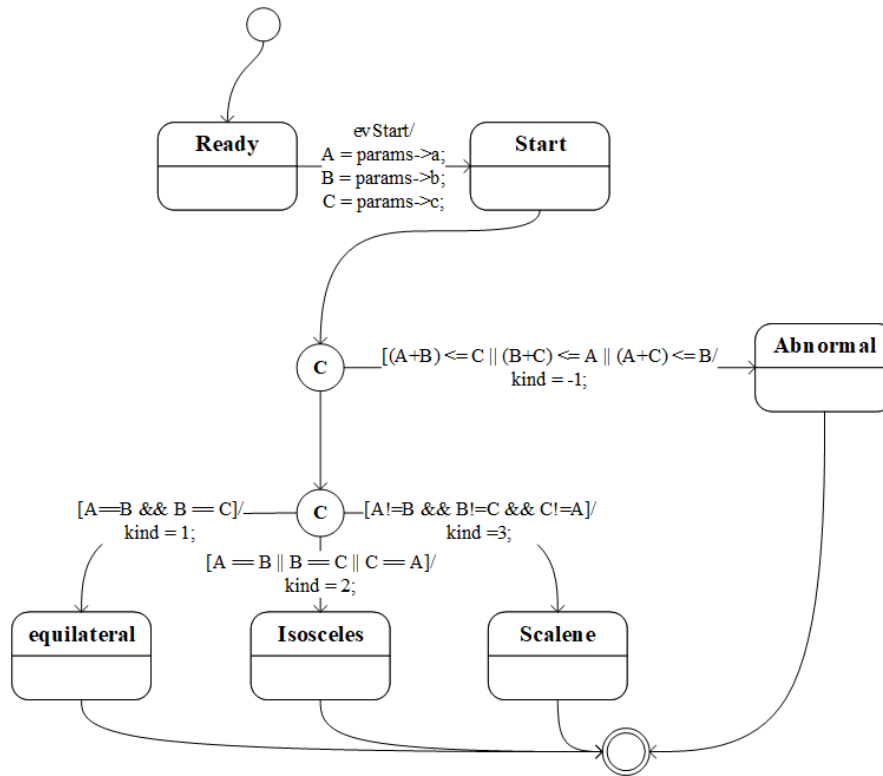 Ready
evStart/
A = params->a;
B = params->b;
C = params->c;
Start
C
[(A+B) <= C || (B+C) <= A || (A+C) <= B/
kind = -1;
Abnormal
[A==B && B == C]/
kind = 1;
C
[A!=B && B!=C && C!=A]/
kind =3;
[A == B || B == C || C == A]/
kind = 2;
equilateral
Isosceles
Scalene